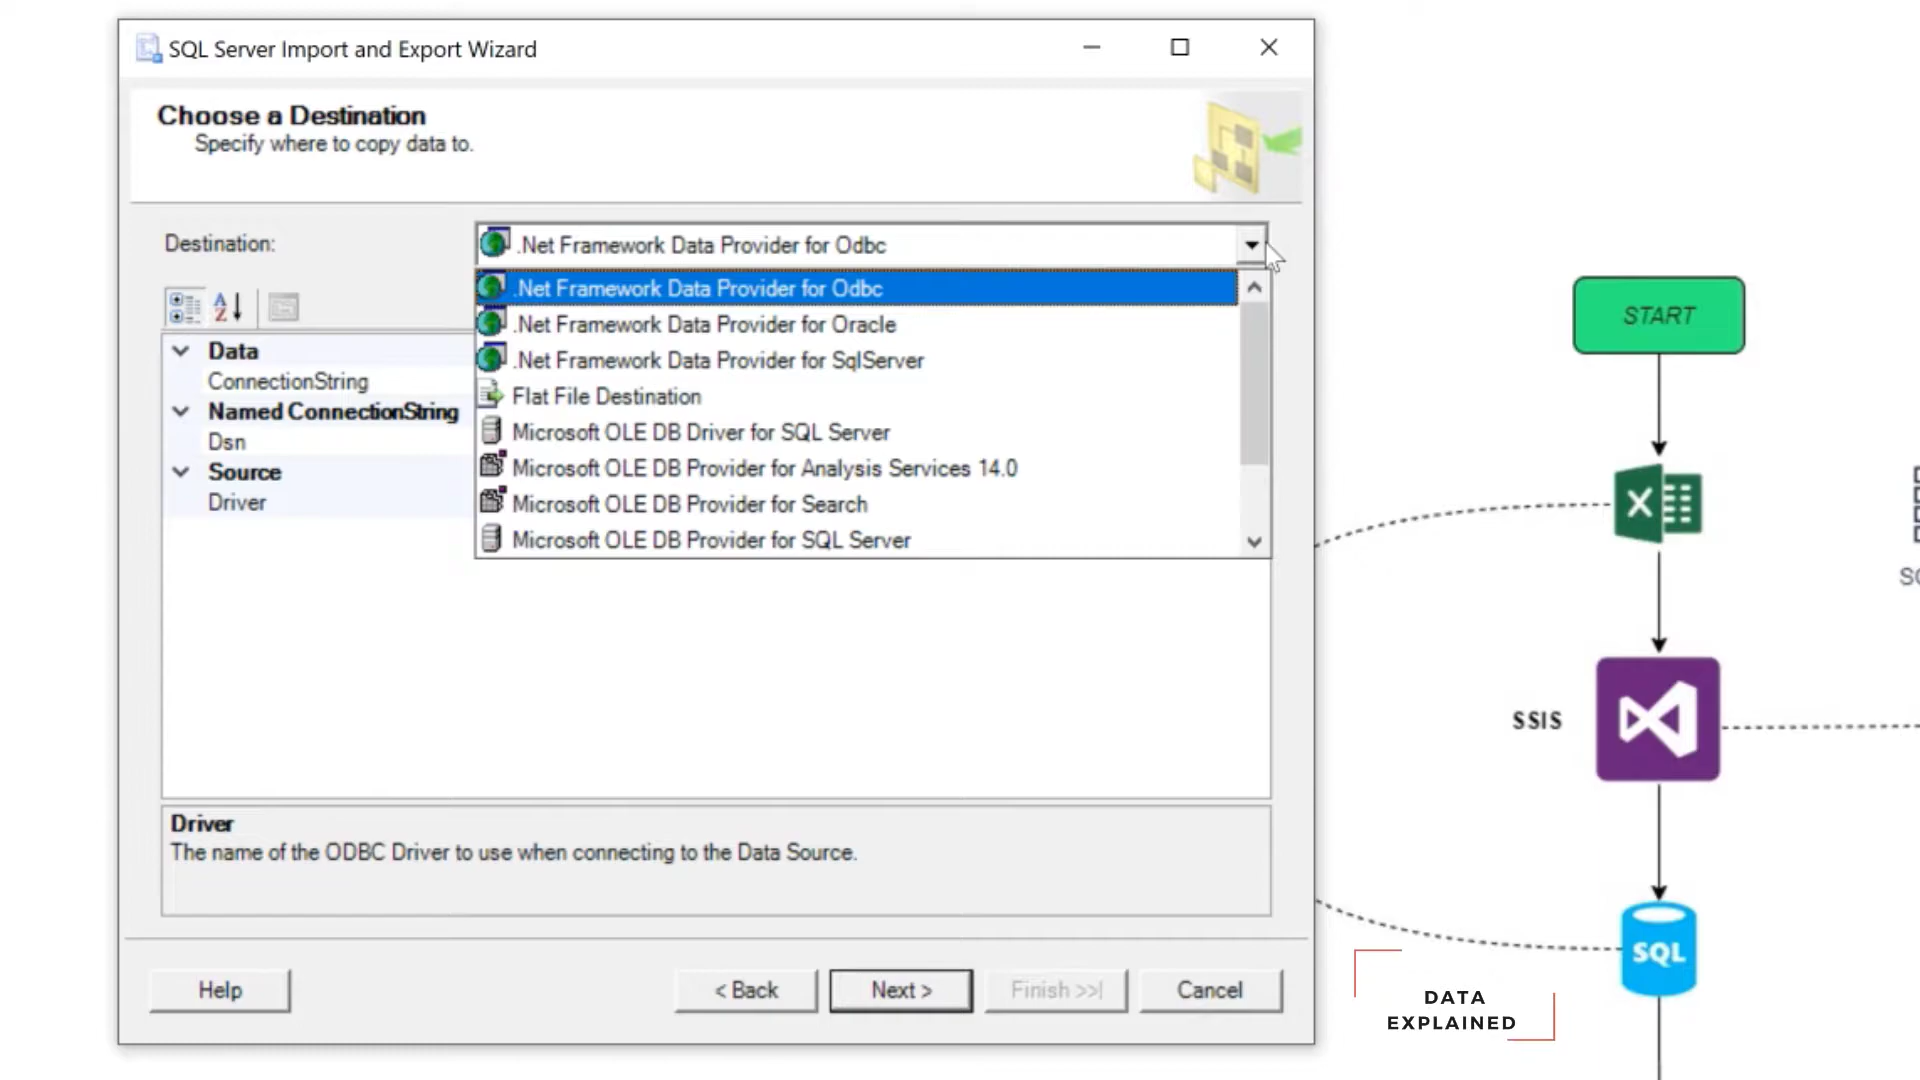 SQL Server Import and Export Wizard
Choose a Destination
Specify where to copy data to.
Destination:
.Net Framework Data Provider for Odbc
.Net Framework Data Provider for Odbc
.Net Framework Data Provider for Oracle
.Net Framework Data Provider for SqlServer
Flat File Destination
Microsoft OLE DB Driver for SQL Server
Microsoft OLE DB Provider for Analysis Services 14.0
Microsoft OLE DB Provider for Search
Microsoft OLE DB Provider for SQL Server
A
Z
Data
ConnectionString
Named ConnectionString
Dsn
Source
Driver
Driver
The name of the ODBC Driver to use when connecting to the Data Source.
Help
< Back
Next >
Finish >>|
Cancel
START
X
SSIS
SQL
DATA
EXPLAINED